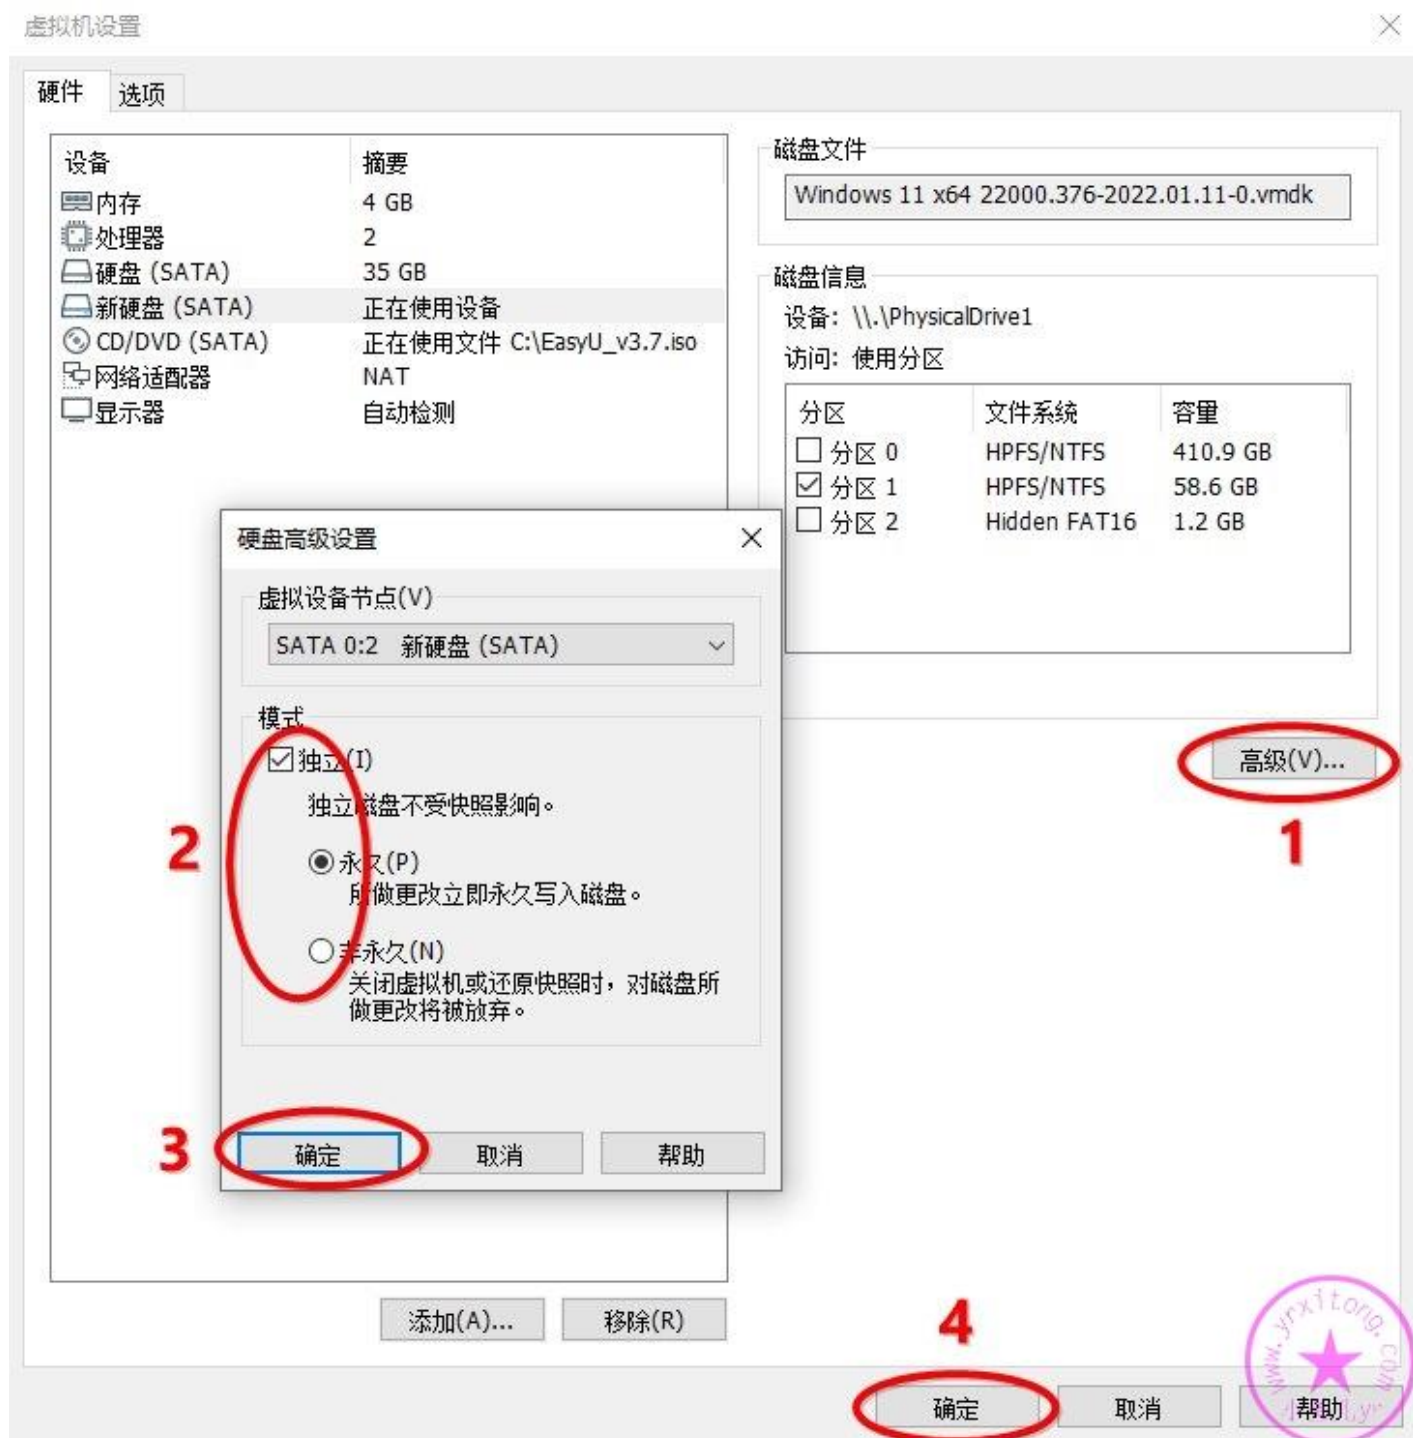 虚拟机设置
硬件 选项
设备 摘要
内存 4 GB
处理器 2
硬盘 (SATA) 35 GB
新硬盘 (SATA) 正在使用设备
CD/DVD (SATA) 正在使用文件 C:\EasyU_v3.7.iso
网络适配器 NAT
显示器 自动检测
磁盘文件
Windows 11 x64 22000.376-2022.01.11-0.vmdk
磁盘信息
设备: \\.\PhysicalDrive1
访问: 使用分区
分区 文件系统 容量
分区 0 HPFS/NTFS 410.9 GB
分区 1 HPFS/NTFS 58.6 GB
分区 2 Hidden FAT16 1.2 GB
高级(V)...
1
硬盘高级设置
虚拟设备节点(V)
SATA 0:2 新硬盘 (SATA)
模式
独立(I)
独立磁盘不受快照影响。
2
永久(P)
所做更改立即永久写入磁盘。
非永久(N)
关闭虚拟机或还原快照时，对磁盘所
做更改将被放弃。
3
确定 取消 帮助
添加(A)... 移除(R)
4
确定 取消 帮助
www.yrxitong.com